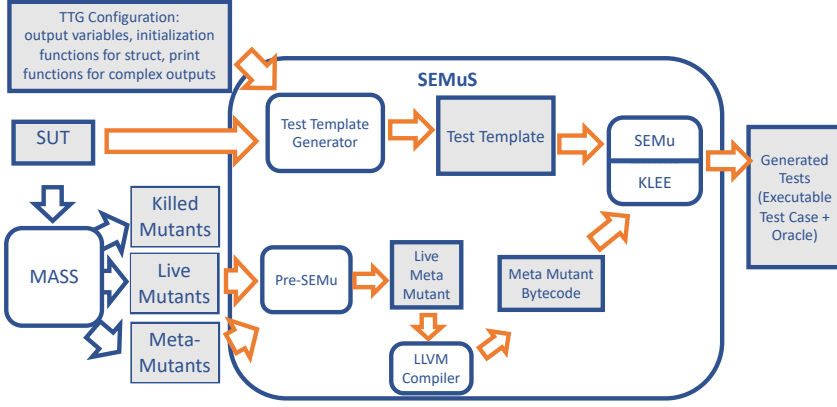 TTG Configuration:
output variables, initialization
functions for struct, print
functions for complex outputs
SEMuS
SUT
Test Template
Generator
Test Template
SEMu
KLEE
Generated
Tests
(Executable
Test Case +
Oracle)
MASS
Killed
Mutants
Live
Mutants
Meta-
Mutants
Pre-SEMu
Live
Meta
Mutant
Meta Mutant
Bytecode
LLVM
Compiler